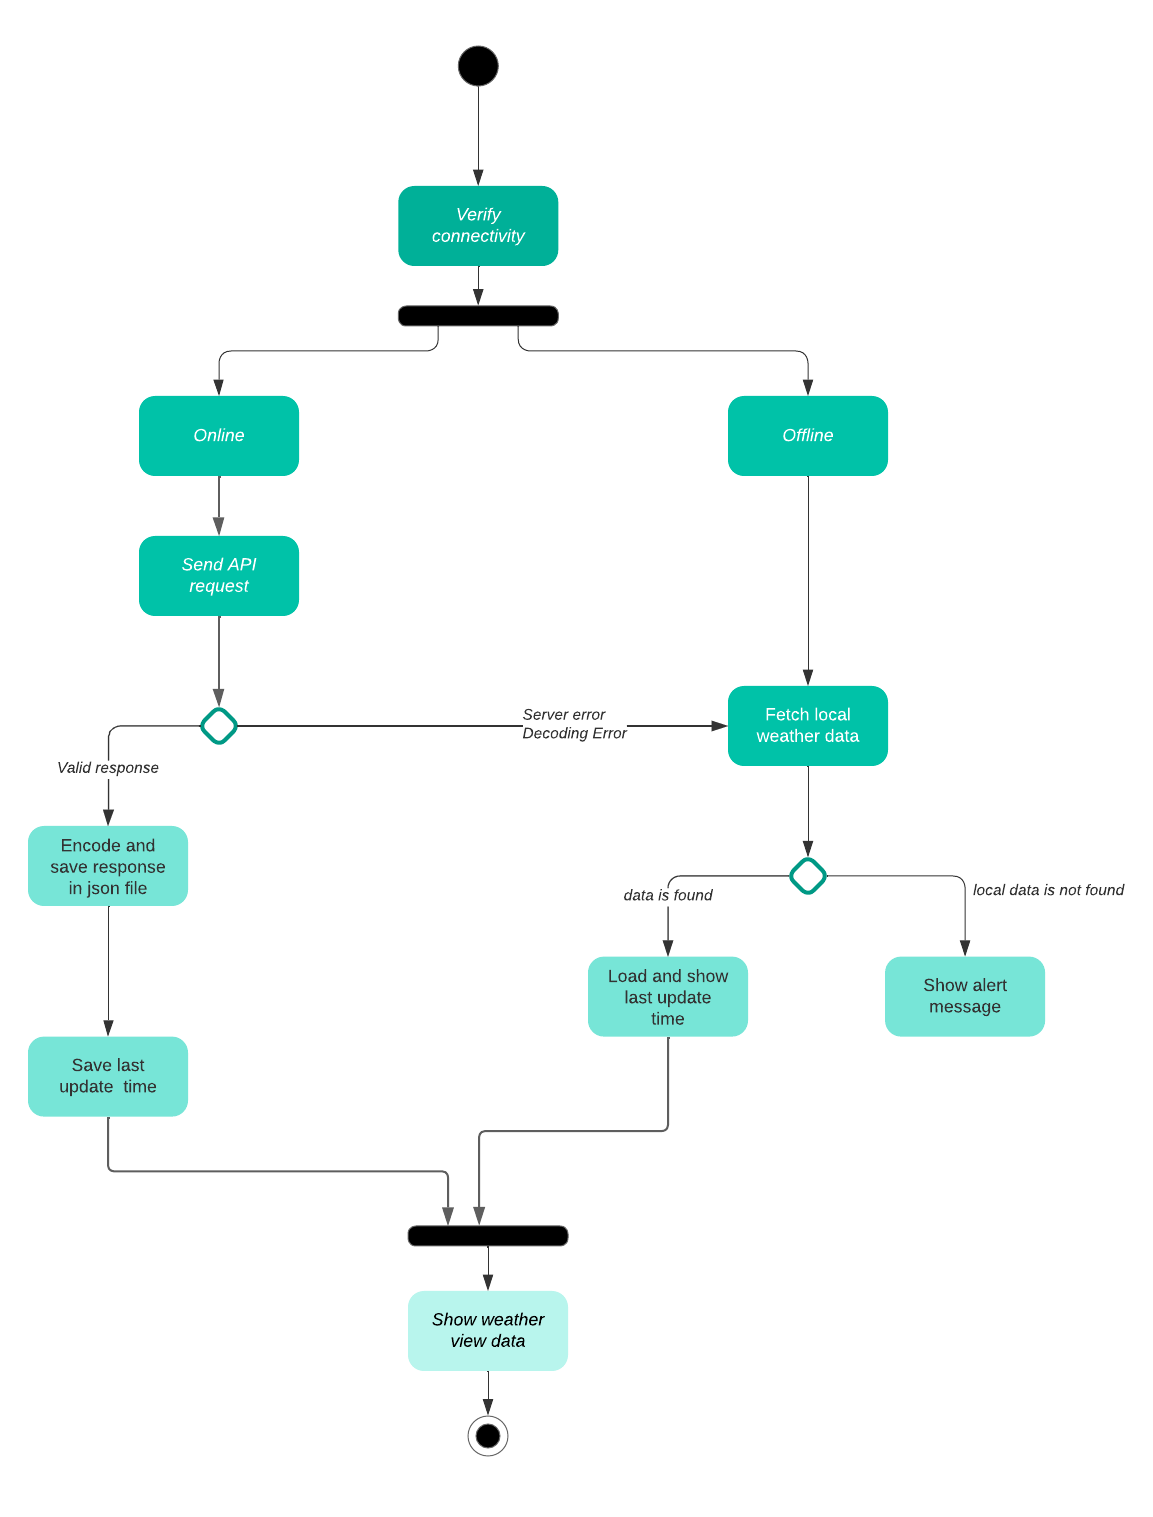 Verify
connectivity
Online
Offline
Send API
request
Server error
Decoding Error
Fetch local
weather data
Valid response
Encode and
save response
in json file
data is found
local data is not found
Load and show
last update
time
Show alert
message
Save last
update  time
Show weather
view data